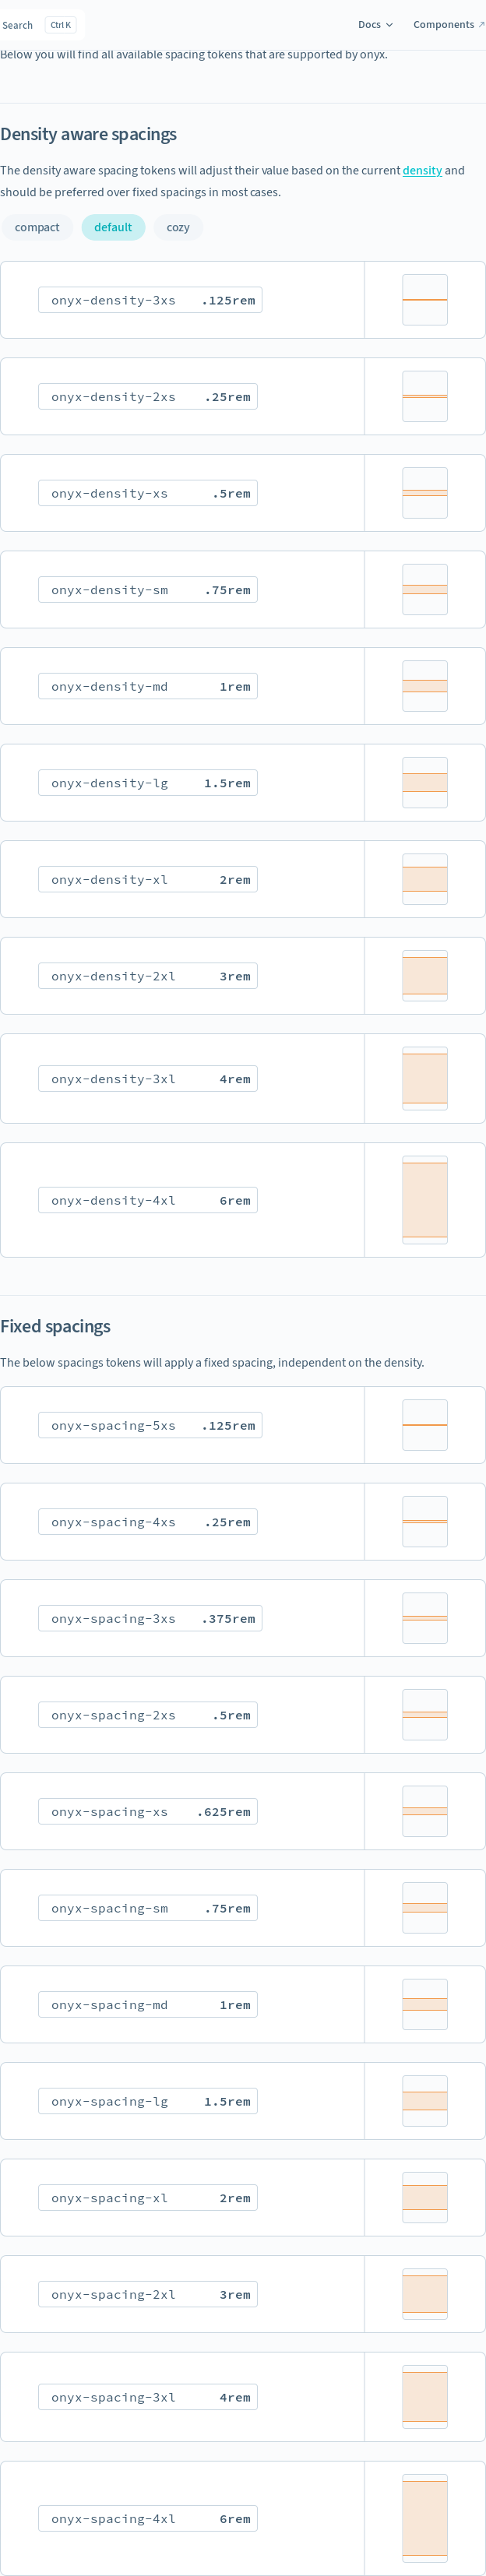 Search Ctrl K Docs Components
Below you will find all available spacing tokens that are supported by onyx.
Density aware spacings
The density aware spacing tokens will adjust their value based on the current density and
should be preferred over fixed spacings in most cases.
compact default cozy
onyx-density-3xs .125rem
onyx-density-2xs .25rem
onyx-density-xs .5rem
onyx-density-sm .75rem
onyx-density-md 1rem
onyx-density-lg 1.5rem
onyx-density-xl 2rem
onyx-density-2xl 3rem
onyx-density-3xl 4rem
onyx-density-4xl 6rem
Fixed spacings
The below spacings tokens will apply a fixed spacing, independent on the density.
onyx-spacing-5xs .125rem
onyx-spacing-4xs .25rem
onyx-spacing-3xs .375rem
onyx-spacing-2xs .5rem
onyx-spacing-xs .625rem
onyx-spacing-sm .75rem
onyx-spacing-md 1rem
onyx-spacing-lg 1.5rem
onyx-spacing-xl 2rem
onyx-spacing-2xl 3rem
onyx-spacing-3xl 4rem
onyx-spacing-4xl 6rem